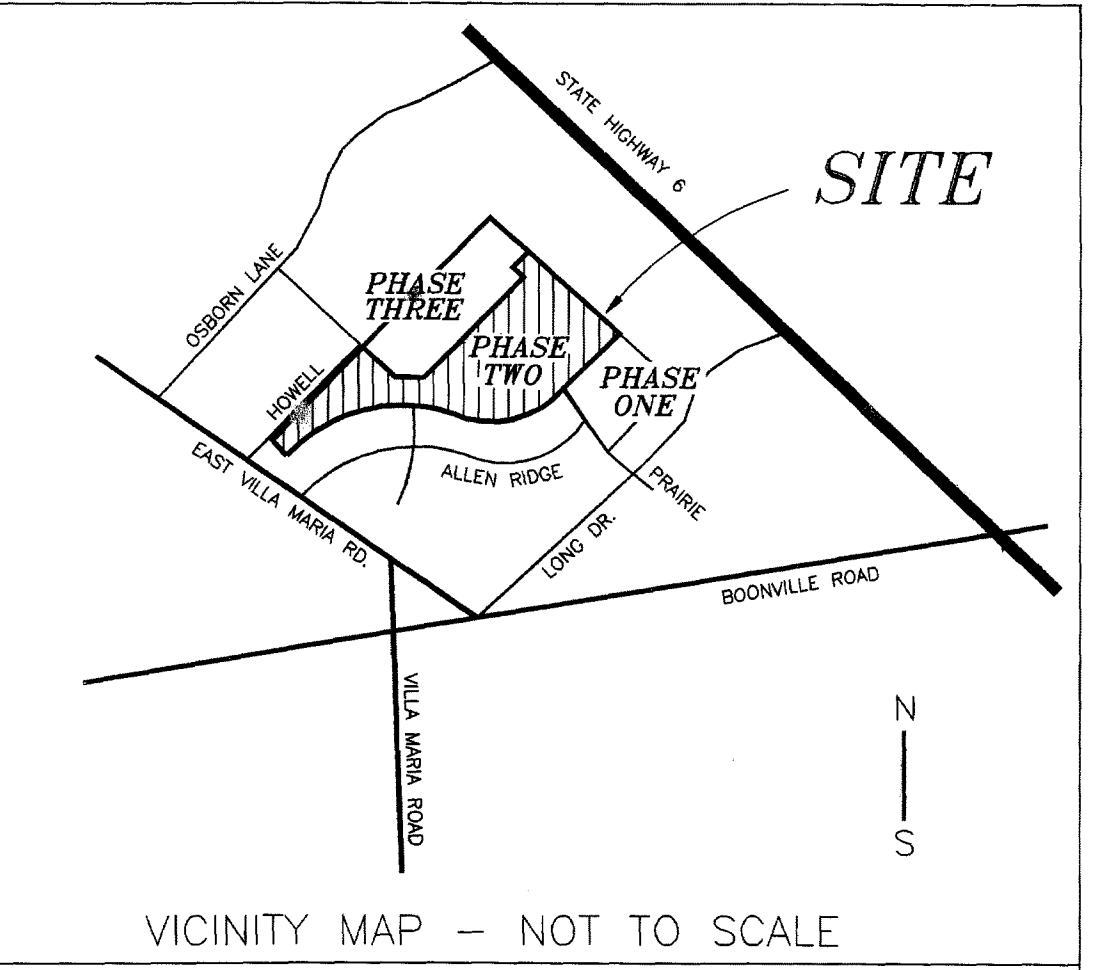 STATE HIGHWAY 6
SITE
OSBORN LANE
PHASE
THREE
PHASE
TWO
PHASE
ONE
HOWELL
EAST VILLA MARIA RD.
ALLEN RIDGE
PRAIRIE
LONG DR.
BOONVILLE ROAD
VILLA MARIA ROAD
N
S
VICINITY MAP – NOT TO SCALE